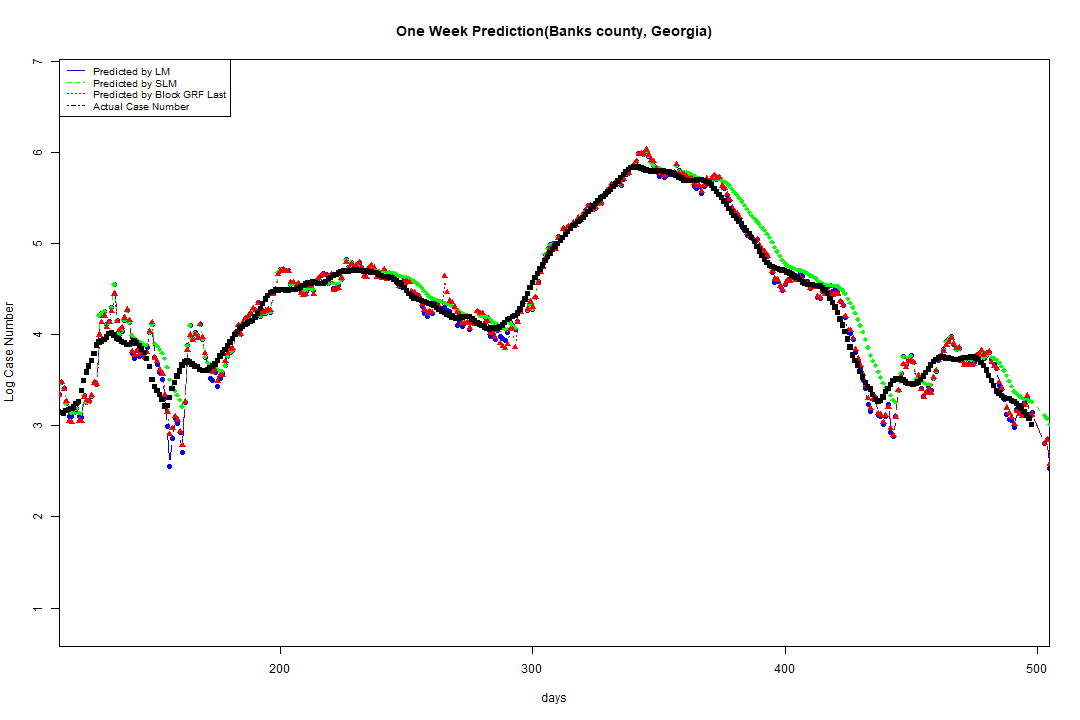 One Week Prediction(Banks county, Georgia)
Predicted by LM
Predicted by SLM
Predicted by Block GRF Last
Actual Case Number
7
6
5
4
3
2
1
Log Case Number
200 300 400 500
days